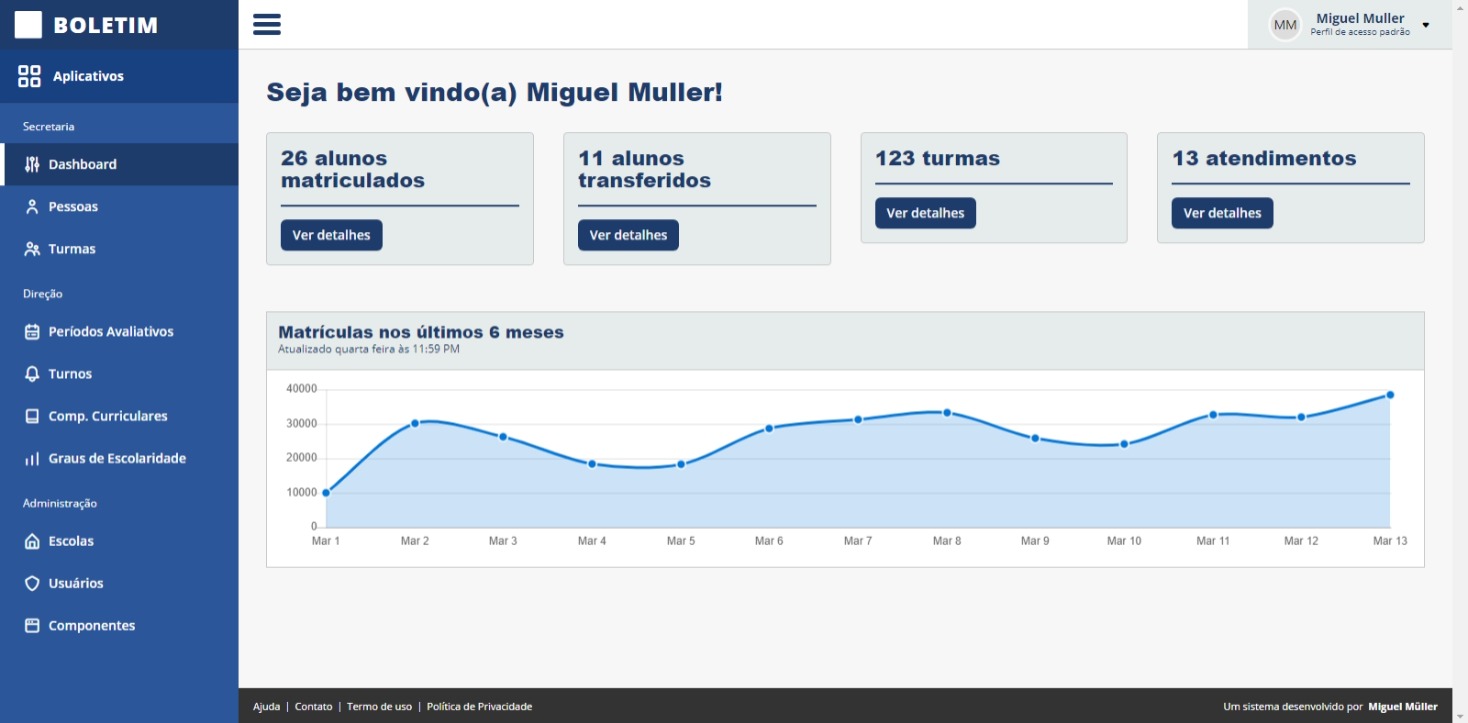 BOLETIM
MM
Miguel Muller
Perfil de acesso padrão
Aplicativos
Secretaria
Dashboard
Pessoas
Turmas
Direção
Períodos Avaliativos
Turnos
Comp. Curriculares
Graus de Escolaridade
Administração
Escolas
Usuários
Componentes
Seja bem vindo(a) Miguel Muller!
26 alunos
matriculados
Ver detalhes
11 alunos
transferidos
Ver detalhes
123 turmas
Ver detalhes
13 atendimentos
Ver detalhes
Matrículas nos últimos 6 meses
Atualizado quarta feira às 11:59 PM
40000
30000
20000
10000
0
Mar 1 Mar 2 Mar 3 Mar 4 Mar 5 Mar 6 Mar 7 Mar 8 Mar 9 Mar 10 Mar 11 Mar 12 Mar 13
Ajuda | Contato | Termo de uso | Política de Privacidade
Um sistema desenvolvido por Miguel Müller